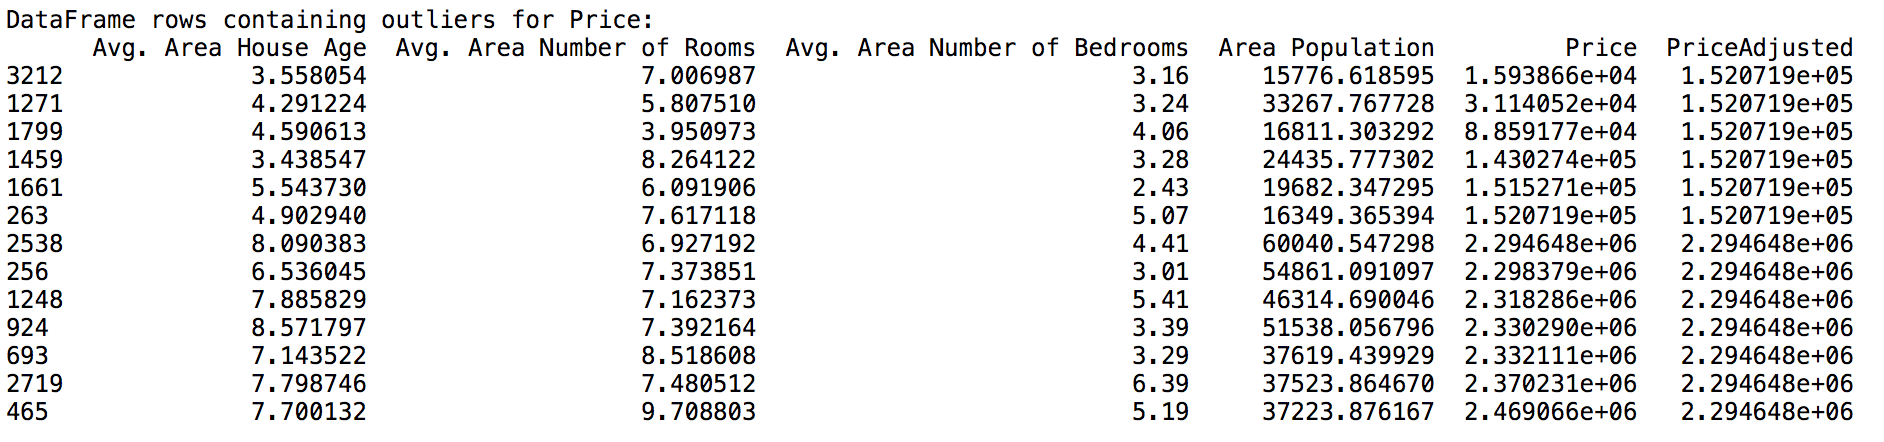 DataFrame rows containing outliers for Price:
      Avg. Area House Age  Avg. Area Number of Rooms  Avg. Area Number of Bedrooms  Area Population         Price  PriceAdjusted
3212             3.558054                   7.006987                          3.16     15776.618595  1.593866e+04   1.520719e+05
1271             4.291224                   5.807510                          3.24     33267.767728  3.114052e+04   1.520719e+05
1799             4.590613                   3.950973                          4.06     16811.303292  8.859177e+04   1.520719e+05
1459             3.438547                   8.264122                          3.28     24435.777302  1.430274e+05   1.520719e+05
1661             5.543730                   6.091906                          2.43     19682.347295  1.515271e+05   1.520719e+05
263              4.902940                   7.617118                          5.07     16349.365394  1.520719e+05   1.520719e+05
2538             8.090383                   6.927192                          4.41     60040.547298  2.294648e+06   2.294648e+06
256              6.536045                   7.373851                          3.01     54861.091097  2.298379e+06   2.294648e+06
1248             7.885829                   7.162373                          5.41     46314.690046  2.318286e+06   2.294648e+06
924              8.571797                   7.392164                          3.39     51538.056796  2.330290e+06   2.294648e+06
693              7.143522                   8.518608                          3.29     37619.439929  2.332111e+06   2.294648e+06
2719             7.798746                   7.480512                          6.39     37523.864670  2.370231e+06   2.294648e+06
465              7.700132                   9.708803                          5.19     37223.876167  2.469066e+06   2.294648e+06